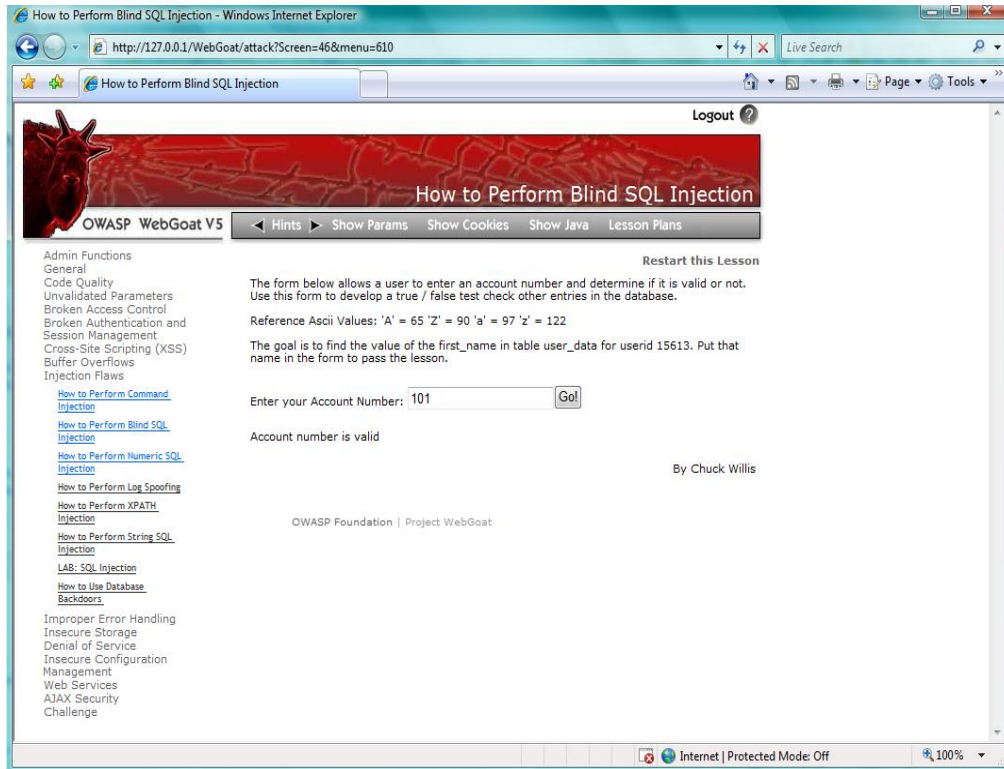 How to Perform Blind SQL Injection - Windows Internet Explorer
http://127.0.0.1/WebGoat/attack?Screen=46&menu=610
Live Search
How to Perform Blind SQL Injection
Page
Tools
Logout ?
How to Perform Blind SQL Injection
OWASP WebGoat V5
Hints
Show Params
Show Cookies
Show Java
Lesson Plans
Admin Functions
General
Code Quality
Unvalidated Parameters
Broken Access Control
Broken Authentication and
Session Management
Cross-Site Scripting (XSS)
Buffer Overflows
Injection Flaws
How to Perform Command
Injection
How to Perform Blind SQL
Injection
How to Perform Numeric SQL
Injection
How to Perform Log Spoofing
How to Perform XPATH
Injection
How to Perform String SQL
Injection
LAB: SQL Injection
How to Use Database
Backdoors
Improper Error Handling
Insecure Storage
Denial of Service
Insecure Configuration
Management
Web Services
AJAX Security
Challenge
Restart this Lesson
The form below allows a user to enter an account number and determine if it is valid or not.
Use this form to develop a true / false test check other entries in the database.
Reference Ascii Values: 'A' = 65 'Z' = 90 'a' = 97 'z' = 122
The goal is to find the value of the first_name in table user_data for userid 15613. Put that
name in the form to pass the lesson.
Enter your Account Number: 101 Go!
Account number is valid
By Chuck Willis
OWASP Foundation | Project WebGoat
Internet | Protected Mode: Off
100%